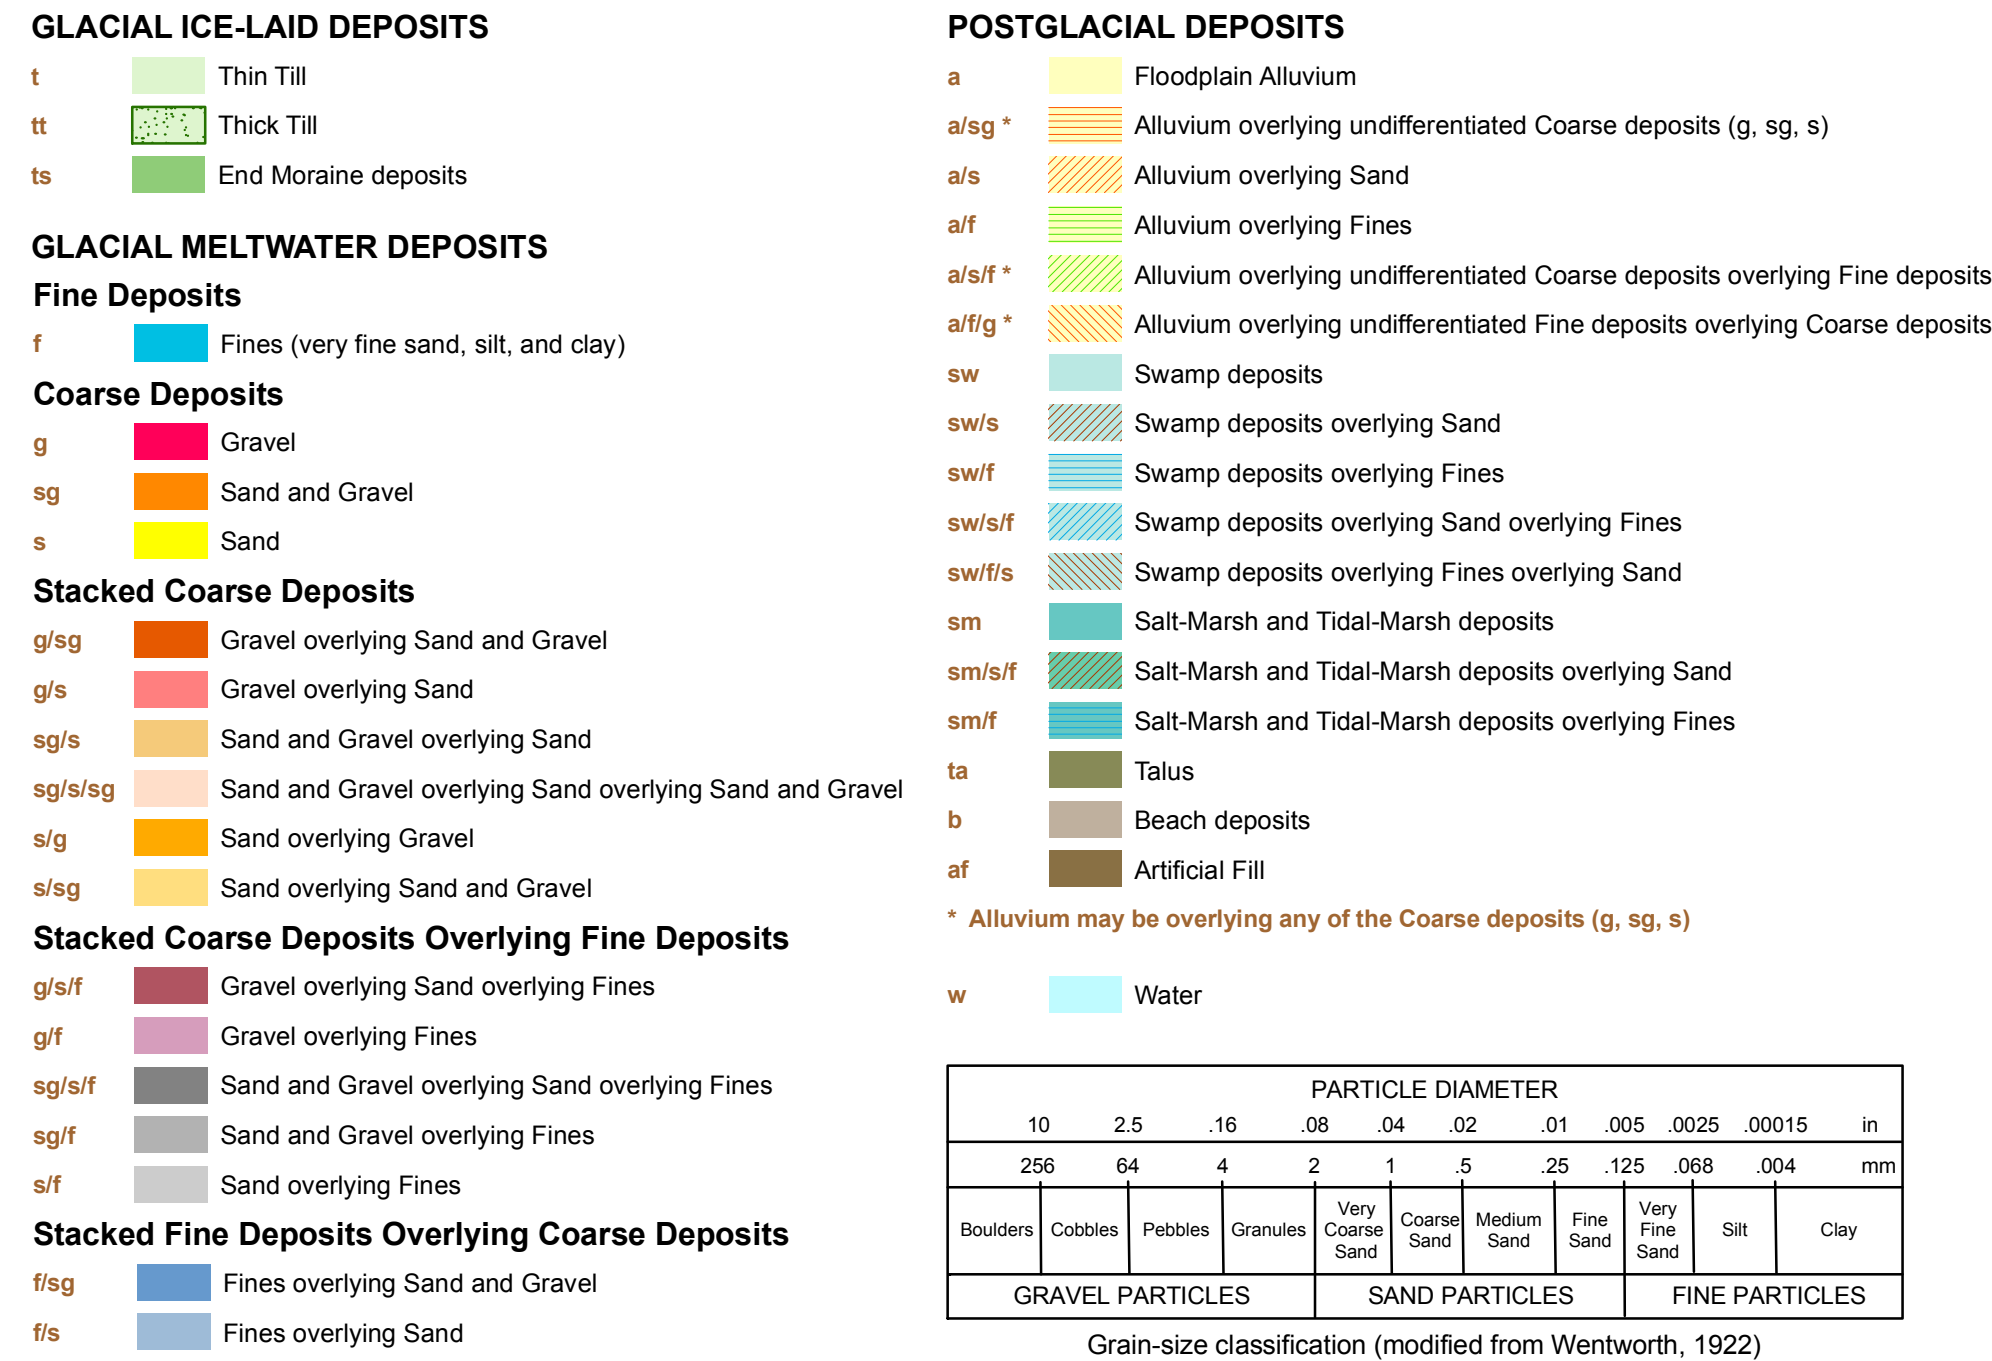 GLACIAL ICE-LAID DEPOSITS
t Thin Till
tt Thick Till
ts End Moraine deposits
GLACIAL MELTWATER DEPOSITS
Fine Deposits
f Fines (very fine sand, silt, and clay)
Coarse Deposits
g Gravel
sg Sand and Gravel
s Sand
Stacked Coarse Deposits
g/sg Gravel overlying Sand and Gravel
g/s Gravel overlying Sand
sg/s Sand and Gravel overlying Sand
sg/s/sg Sand and Gravel overlying Sand overlying Sand and Gravel
s/g Sand overlying Gravel
s/sg Sand overlying Sand and Gravel
Stacked Coarse Deposits Overlying Fine Deposits
g/s/f Gravel overlying Sand overlying Fines
g/f Gravel overlying Fines
sg/s/f Sand and Gravel overlying Sand overlying Fines
sg/f Sand and Gravel overlying Fines
s/f Sand overlying Fines
Stacked Fine Deposits Overlying Coarse Deposits
f/sg Fines overlying Sand and Gravel
f/s Fines overlying Sand
POSTGLACIAL DEPOSITS
a Floodplain Alluvium
a/sg * Alluvium overlying undifferentiated Coarse deposits (g, sg, s)
a/s Alluvium overlying Sand
a/f Alluvium overlying Fines
a/s/f * Alluvium overlying undifferentiated Coarse deposits overlying Fine deposits
a/f/g * Alluvium overlying undifferentiated Fine deposits overlying Coarse deposits
sw Swamp deposits
sw/s Swamp deposits overlying Sand
sw/f Swamp deposits overlying Fines
sw/s/f Swamp deposits overlying Sand overlying Fines
sw/f/s Swamp deposits overlying Fines overlying Sand
sm Salt-Marsh and Tidal-Marsh deposits
sm/s/f Salt-Marsh and Tidal-Marsh deposits overlying Sand
sm/f Salt-Marsh and Tidal-Marsh deposits overlying Fines
ta Talus
b Beach deposits
af Artificial Fill
* Alluvium may be overlying any of the Coarse deposits (g, sg, s)
w Water
PARTICLE DIAMETER
10 2.5 .16 .08 .04 .02 .01 .005 .0025 .00015 in
256 64 4 2 1 .5 .25 .125 .068 .004 mm
Boulders Cobbles Pebbles Granules Very Coarse Sand Coarse Sand Medium Sand Fine Sand Very Fine Sand Silt Clay
GRAVEL PARTICLES SAND PARTICLES FINE PARTICLES
Grain-size classification (modified from Wentworth, 1922)